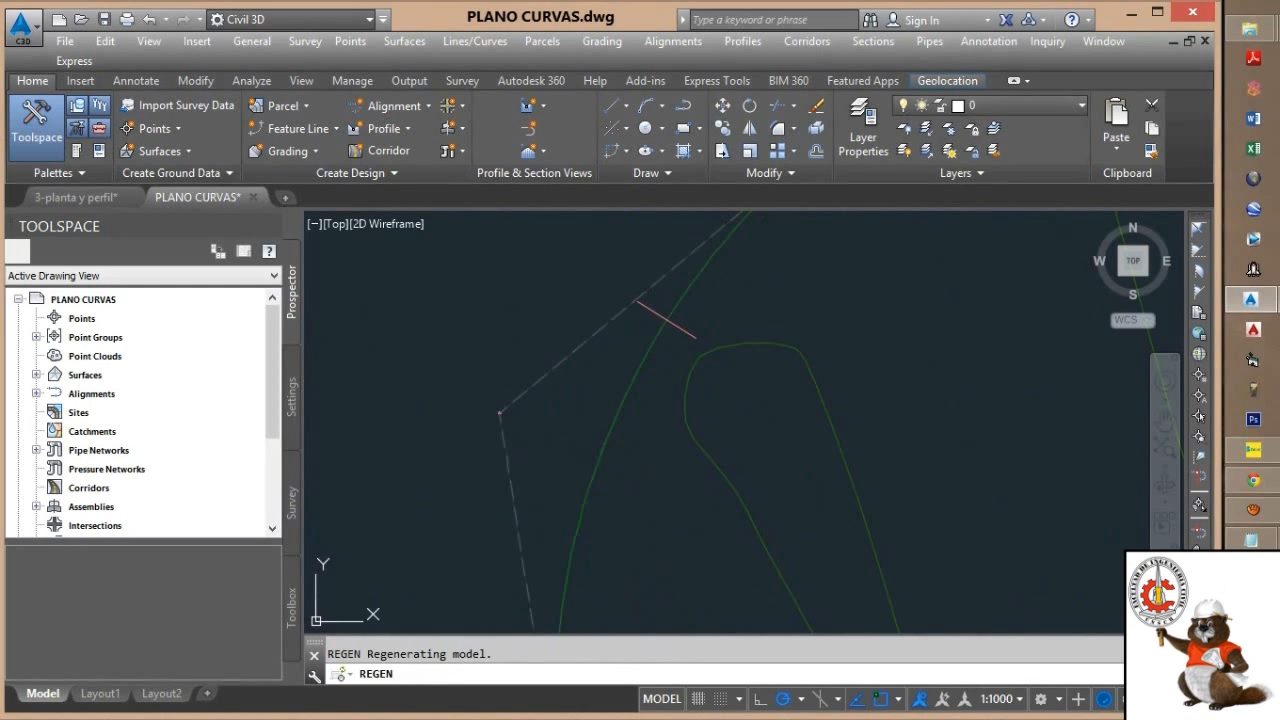 C3D
Civil 3D
PLANO CURVAS.dwg
Type a keyword or phrase
Sign In
File Edit View Insert General Survey Points Surfaces Lines/Curves Parcels Grading Alignments Profiles Corridors Sections Pipes Annotation Inquiry Window
Express
Home Insert Annotate Modify Analyze View Manage Output Survey Autodesk 360 Help Add-ins Express Tools BIM 360 Featured Apps Geolocation
Toolspace
Import Survey Data
Points
Surfaces
Parcel
Feature Line
Grading
Alignment
Profile
Corridor
Layer
Properties
0
Paste
Palettes Create Ground Data Create Design Profile & Section Views Draw Modify Layers Clipboard
3-planta y perfil* PLANO CURVAS*
TOOLSPACE
Active Drawing View
PLANO CURVAS
Points
Point Groups
Point Clouds
Surfaces
Alignments
Sites
Catchments
Pipe Networks
Pressure Networks
Corridors
Assemblies
Intersections
Prospector
Settings
Survey
Toolbox
[−][Top][2D Wireframe]
N
W TOP E
S
WCS
Y
X
REGEN Regenerating model.
REGEN
Model Layout1 Layout2
MODEL
1:1000
Ps